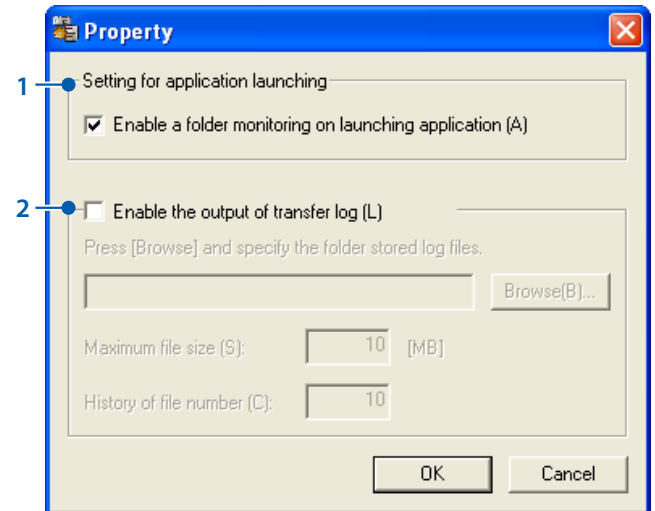 Property
1
Setting for application launching
Enable a folder monitoring on launching application (A)
2
Enable the output of transfer log (L)
Press [Browse] and specify the folder stored log files.
Browse(B)...
Maximum file size (S): 10 [MB]
History of file number (C): 10
OK Cancel